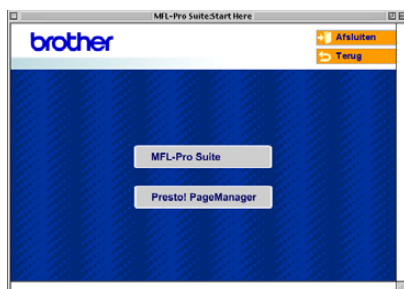 MFL-Pro Suite:Start Here
brother
Afsluiten
Terug
MFL-Pro Suite
Presto! PageManager